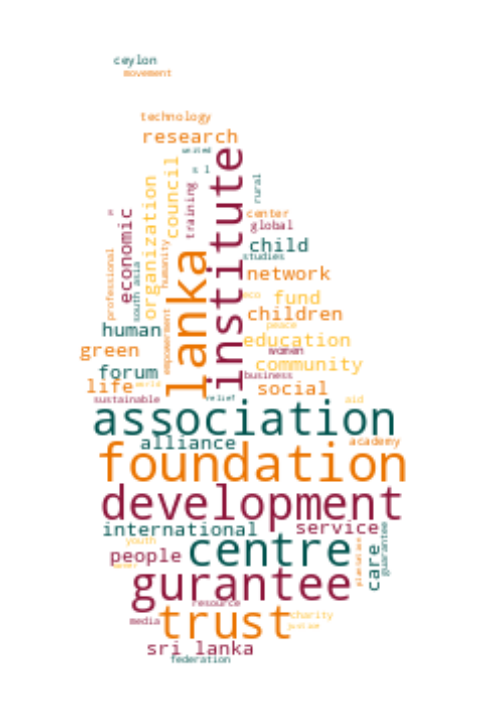 ceylon
movement
technology
research
united
s l
institute
council
organization
training
rural
center
global
economic
s
child
studies
humanity
south asia
professional
lanka
network
eco
fund
children
human
peace
education
empowerment
green
women
community
forum
business
life
world
social
sustainable
relief
aid
association
alliance
academy
foundation
development
international
service
youth
centre
people
care
guarantee
plantation
gurantee
resource
trust
charity
media
justice
sri lanka
federation